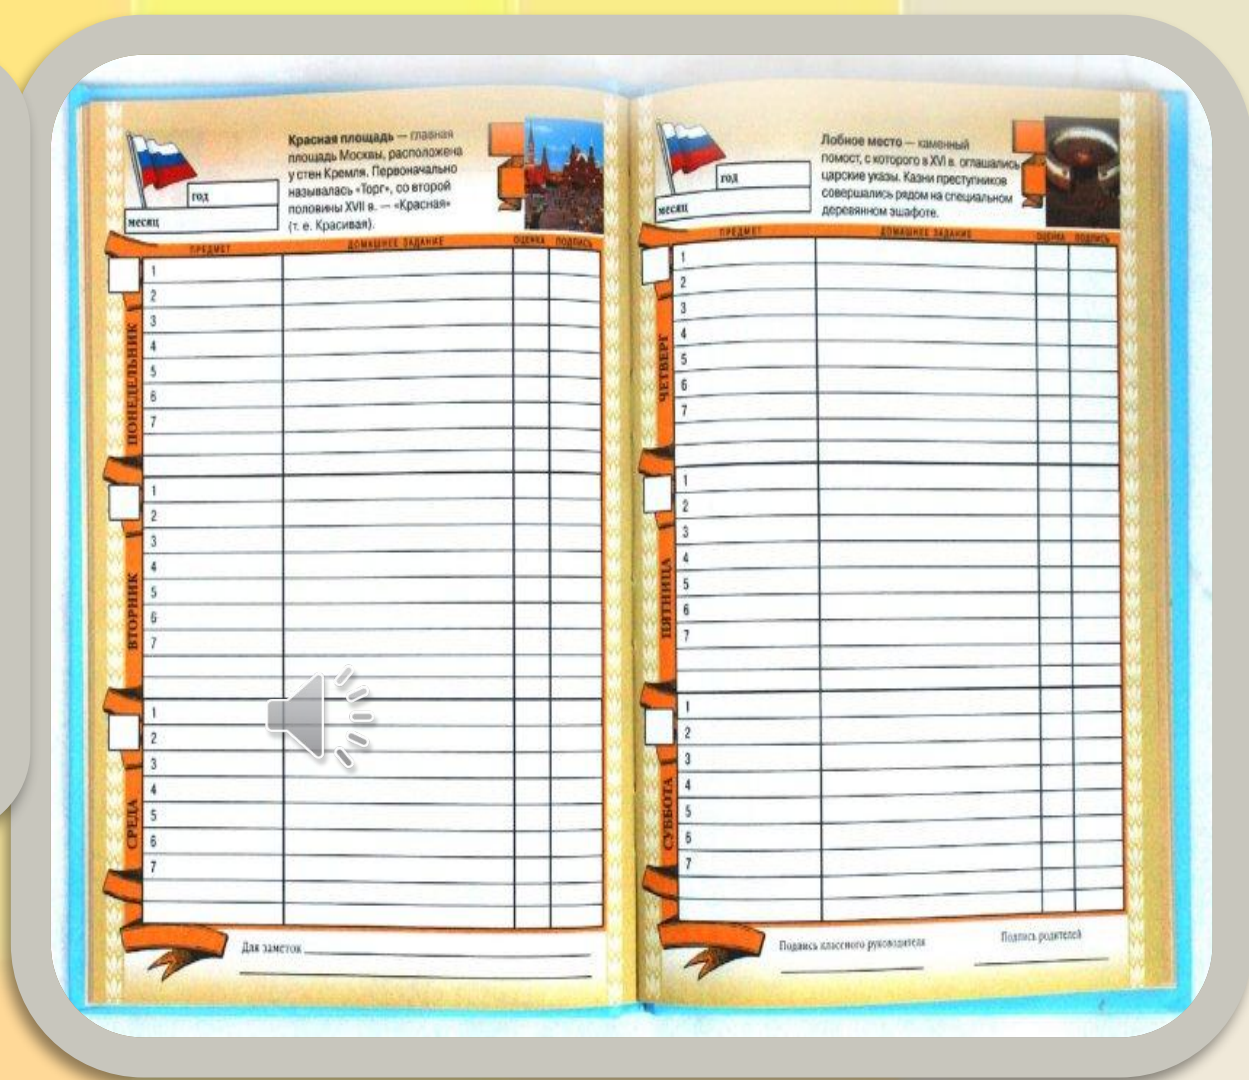 Красная площадь — главная
площадь Москвы, расположена
у стен Кремля. Первоначально
называлась «Торг», со второй
половины XVII в. — «Красная»
(т. е. Красивая).
год
месяц
ПРЕДМЕТ ДОМАШНЕЕ ЗАДАНИЕ ОЦЕНКА ПОДПИСЬ
ПОНЕДЕЛЬНИК
1
2
3
4
5
6
7
ВТОРНИК
1
2
3
4
5
6
7
СРЕДА
1
2
3
4
5
6
7
Для заметок
Лобное место — каменный
помост, с которого в XVI в. оглашались
царские указы. Казни преступников
совершались рядом на специальном
деревянном эшафоте.
год
месяц
ПРЕДМЕТ ДОМАШНЕЕ ЗАДАНИЕ ОЦЕНКА ПОДПИСЬ
ЧЕТВЕРГ
1
2
3
4
5
6
7
ПЯТНИЦА
1
2
3
4
5
6
7
СУББОТА
1
2
3
4
5
6
7
Подпись классного руководителя
Подпись родителей